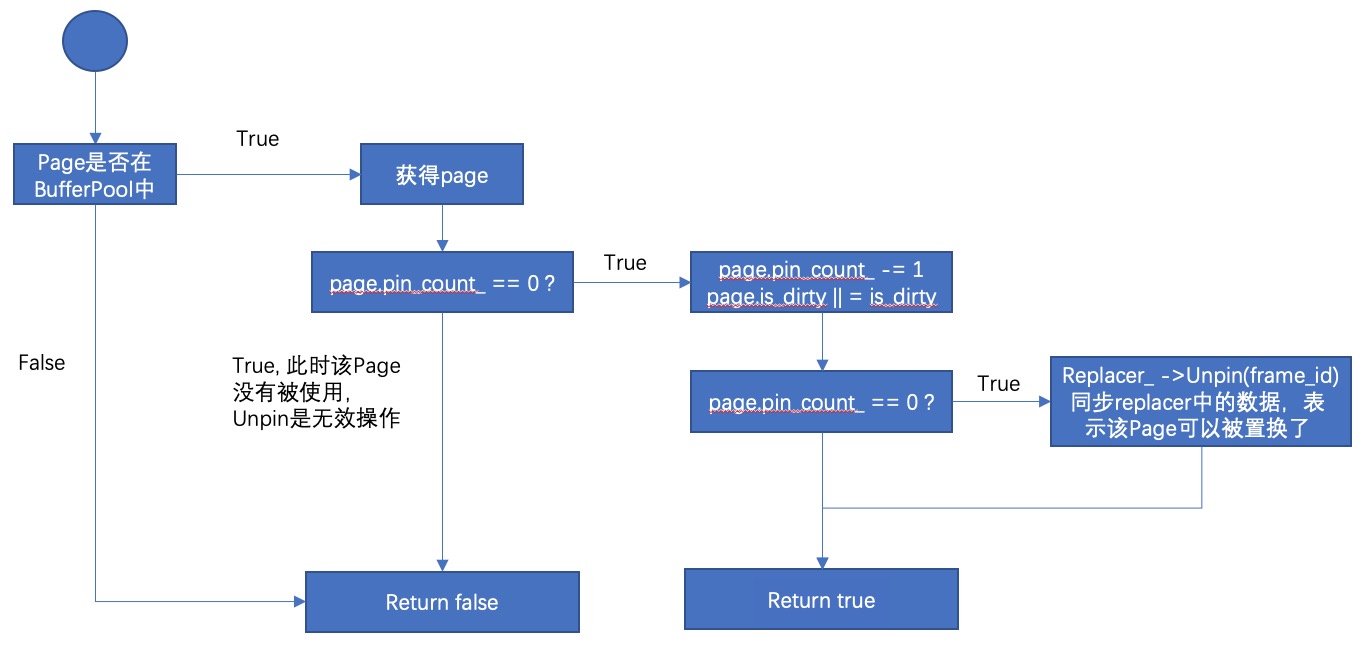 Page是否在
BufferPool中
True
获得page
page.pin_count_ == 0 ?
True
page.pin_count_ -= 1
page.is_dirty || = is_dirty
False
True, 此时该Page
没有被使用，
Unpin是无效操作
page.pin_count_ == 0 ?
True
Replacer_ ->Unpin(frame_id)
同步replacer中的数据，表
示该Page可以被置换了
Return false
Return true